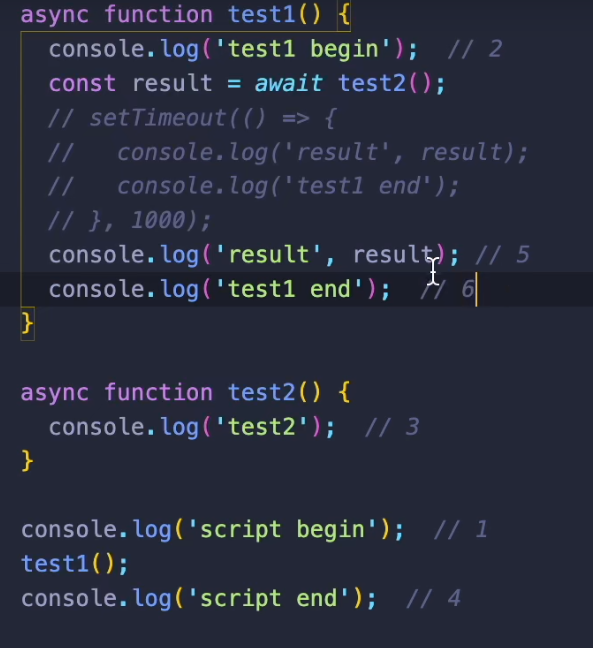 async function test1() {
console.log('test1 begin');  // 2
const result = await test2();
// setTimeout(() => {
//   console.log('result', result);
//   console.log('test1 end');
// }, 1000);
console.log('result', result); // 5
console.log('test1 end');  // 6
}
async function test2() {
console.log('test2');  // 3
}
console.log('script begin');  // 1
test1();
console.log('script end');  // 4